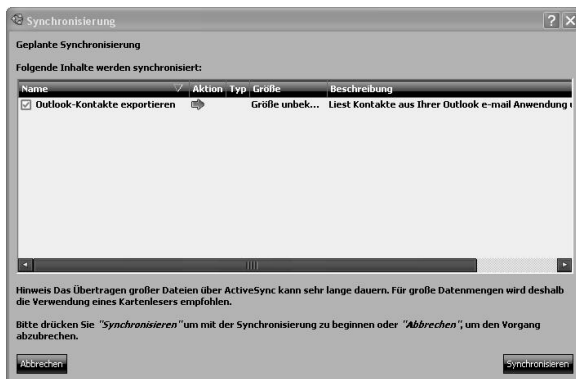 Synchronisierung
Geplante Synchronisierung
Folgende Inhalte werden synchronisiert:
Name Aktion Typ Größe Beschreibung
Outlook-Kontakte exportieren Größe unbek... Liest Kontakte aus Ihrer Outlook e-mail Anwendung u
Hinweis Das Übertragen großer Dateien über ActiveSync kann sehr lange dauern. Für große Datenmengen wird deshalb
die Verwendung eines Kartenlesers empfohlen.
Bitte drücken Sie "Synchronisieren" um mit der Synchronisierung zu beginnen oder "Abbrechen", um den Vorgang
abzubrechen.
Abbrechen Synchronisieren